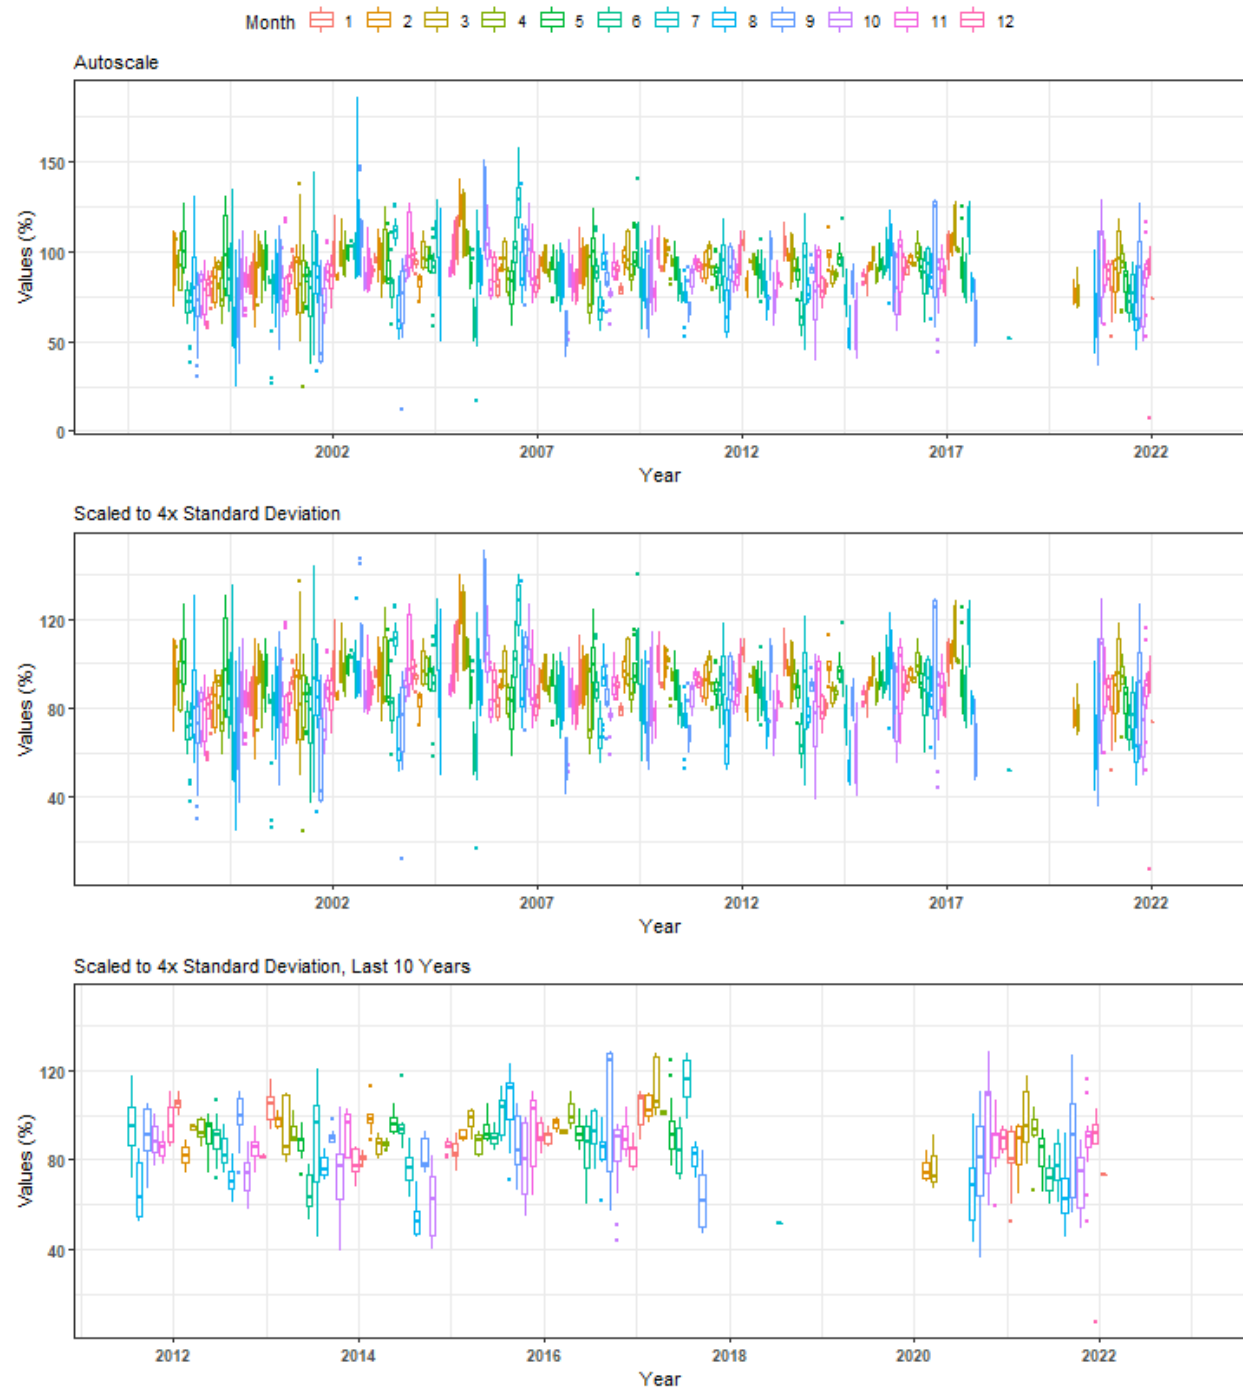 Month 1 2 3 4 5 6 7 8 9 10 11 12
Autoscale
Values (%)
150
100
50
0
2002 2007 2012 2017 2022
Year
Scaled to 4x Standard Deviation
Values (%)
120
80
40
2002 2007 2012 2017 2022
Year
Scaled to 4x Standard Deviation, Last 10 Years
Values (%)
120
80
40
2012 2014 2016 2018 2020 2022
Year